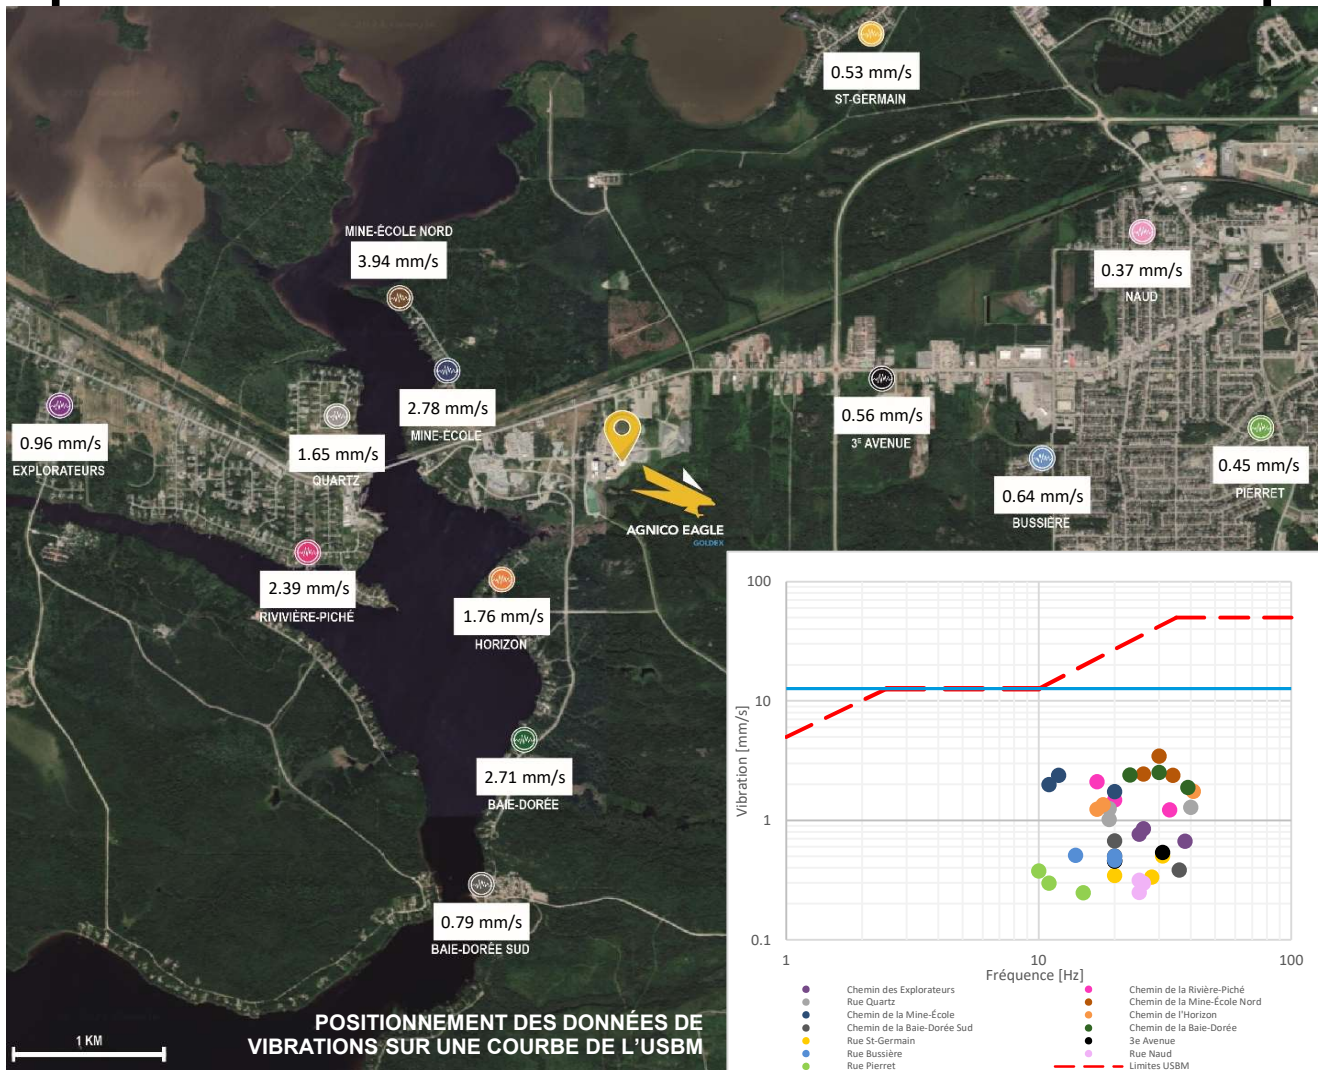 0.53 mm/s
ST-GERMAIN
MINE-ÉCOLE NORD
3.94 mm/s
0.37 mm/s
NAUD
2.78 mm/s
MINE-ÉCOLE
0.96 mm/s
EXPLORATEURS
1.65 mm/s
QUARTZ
0.56 mm/s
3E AVENUE
0.45 mm/s
PIERRET
0.64 mm/s
BUSSIÈRE
AGNICO EAGLE
GOLDEX
2.39 mm/s
RIVIVIÈRE-PICHÉ
1.76 mm/s
HORIZON
2.71 mm/s
BAIE-DORÉE
0.79 mm/s
BAIE-DORÉE SUD
POSITIONNEMENT DES DONNÉES DE
VIBRATIONS SUR UNE COURBE DE L'USBM
1 KM
100
10
1
0.1
Vibration [mm/s]
1
10
100
Fréquence [Hz]
Chemin des Explorateurs
Chemin de la Rivière-Piché
Rue Quartz
Chemin de la Mine-École Nord
Chemin de la Mine-École
Chemin de l'Horizon
Chemin de la Baie-Dorée Sud
Chemin de la Baie-Dorée
Rue St-Germain
3e Avenue
Rue Bussière
Rue Naud
Rue Pierret
Limites USBM